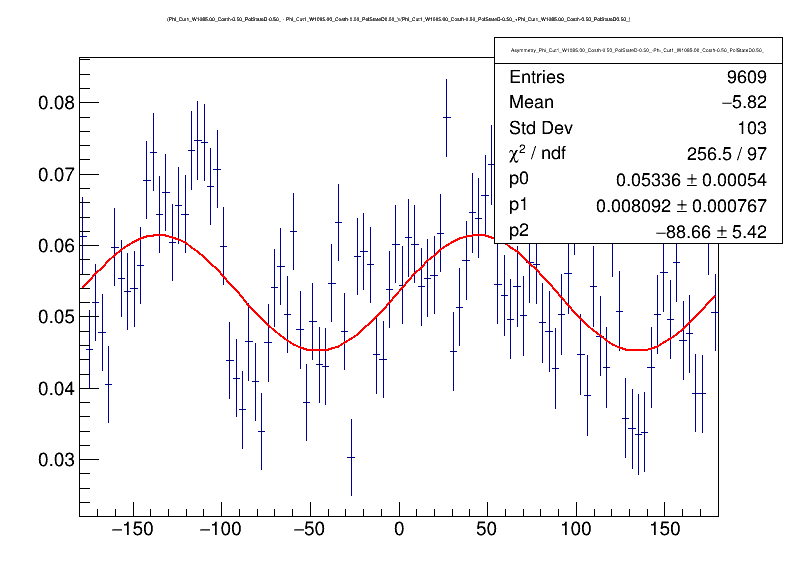 Entries 9609
Mean −5.82
Std Dev 103
χ² / ndf 256.5 / 97
p0 0.05336 ± 0.00054
p1 0.008092 ± 0.000767
p2 −88.66 ± 5.42
0.08
0.07
0.06
0.05
0.04
0.03
−150 −100 −50 0 50 100 150